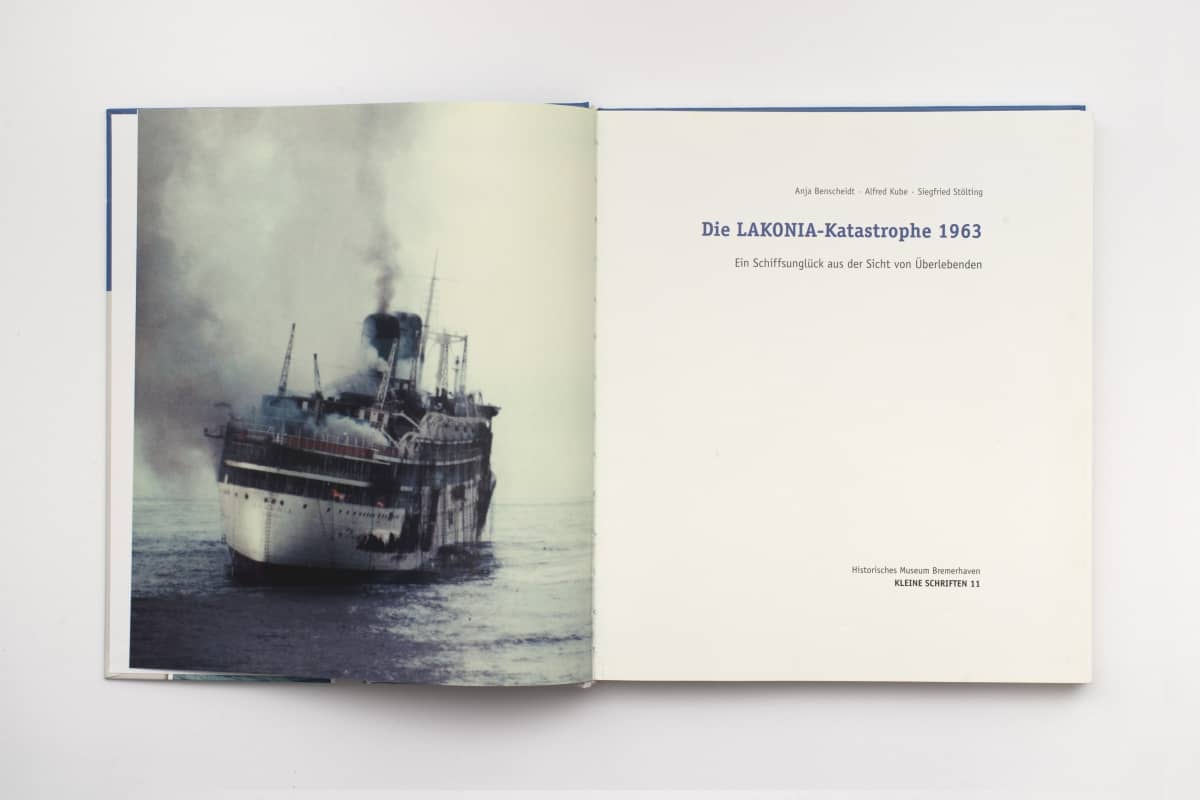 Anja Benscheidt · Alfred Kube · Siegfried Stölting
Die LAKONIA-Katastrophe 1963
Ein Schiffsunglück aus der Sicht von Überlebenden
Historisches Museum Bremerhaven
KLEINE SCHRIFTEN 11